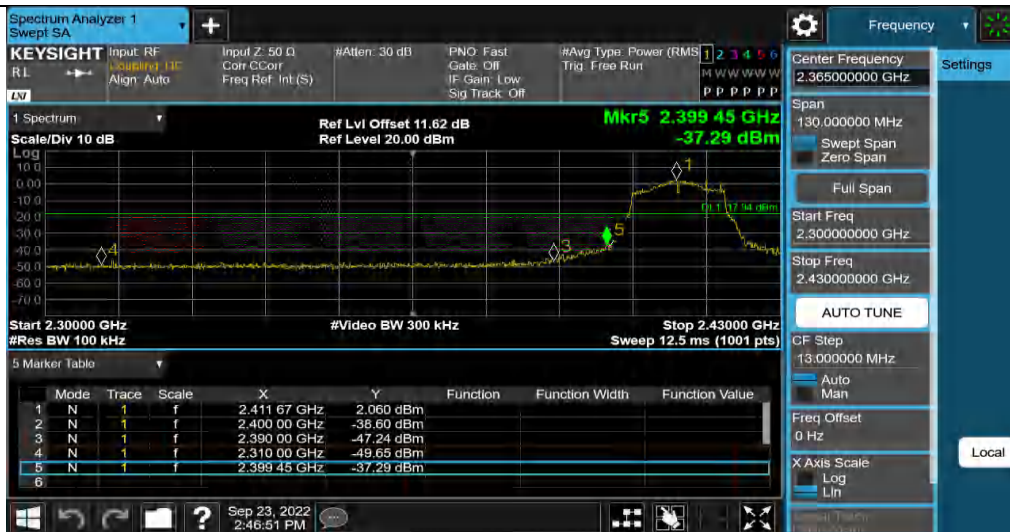 Spectrum Analyzer 1
Swept SA
+
Frequency
KEYSIGHT
RL
LXI
Input: RF
Coupling: DC
Align: Auto
Input Z: 50 Ω
Corr CCorr
Freq Ref: Int (S)
#Atten: 30 dB
PNO: Fast
Gate: Off
IF Gain: Low
Sig Track: Off
#Avg Type: Power (RMS
Trig: Free Run
1 2 3 4 5 6
M W W W W W
P P P P P P
1 Spectrum
Scale/Div 10 dB
Ref Lvl Offset 11.62 dB
Ref Level 20.00 dBm
Mkr5 2.399 45 GHz
-37.29 dBm
Log
10.0
0.00
-10.0
-20.0
-30.0
-40.0
-50.0
-60.0
-70.0
1
DL1 -17.94 dBm
5
3
4
Start 2.30000 GHz
#Res BW 100 kHz
#Video BW 300 kHz
Stop 2.43000 GHz
Sweep 12.5 ms (1001 pts)
5 Marker Table
Mode Trace Scale X Y Function Function Width Function Value
1 N 1 f 2.411 67 GHz 2.060 dBm
2 N 1 f 2.400 00 GHz -38.60 dBm
3 N 1 f 2.390 00 GHz -47.24 dBm
4 N 1 f 2.310 00 GHz -49.65 dBm
5 N 1 f 2.399 45 GHz -37.29 dBm
6
?
Sep 23, 2022
2:46:51 PM
Center Frequency
2.365000000 GHz
Settings
Span
130.000000 MHz
Swept Span
Zero Span
Full Span
Start Freq
2.300000000 GHz
Stop Freq
2.430000000 GHz
AUTO TUNE
CF Step
13.000000 MHz
Auto
Man
Freq Offset
0 Hz
X Axis Scale
Log
Lin
Local